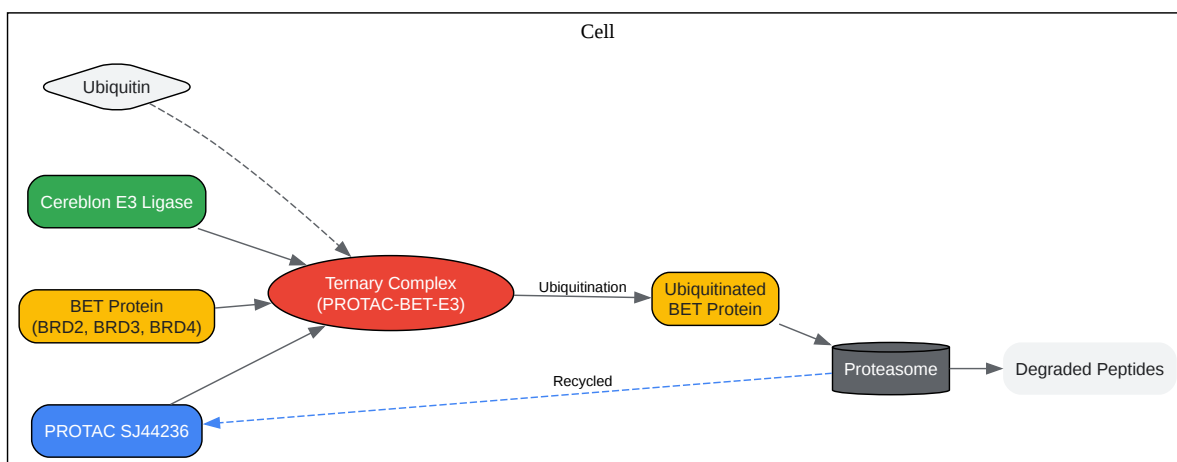 Cell
Ubiquitin
Cereblon E3 Ligase
BET Protein
(BRD2, BRD3, BRD4)
PROTAC SJ44236
Ternary Complex
(PROTAC-BET-E3)
Ubiquitination
Ubiquitinated
BET Protein
Recycled
Proteasome
Degraded Peptides